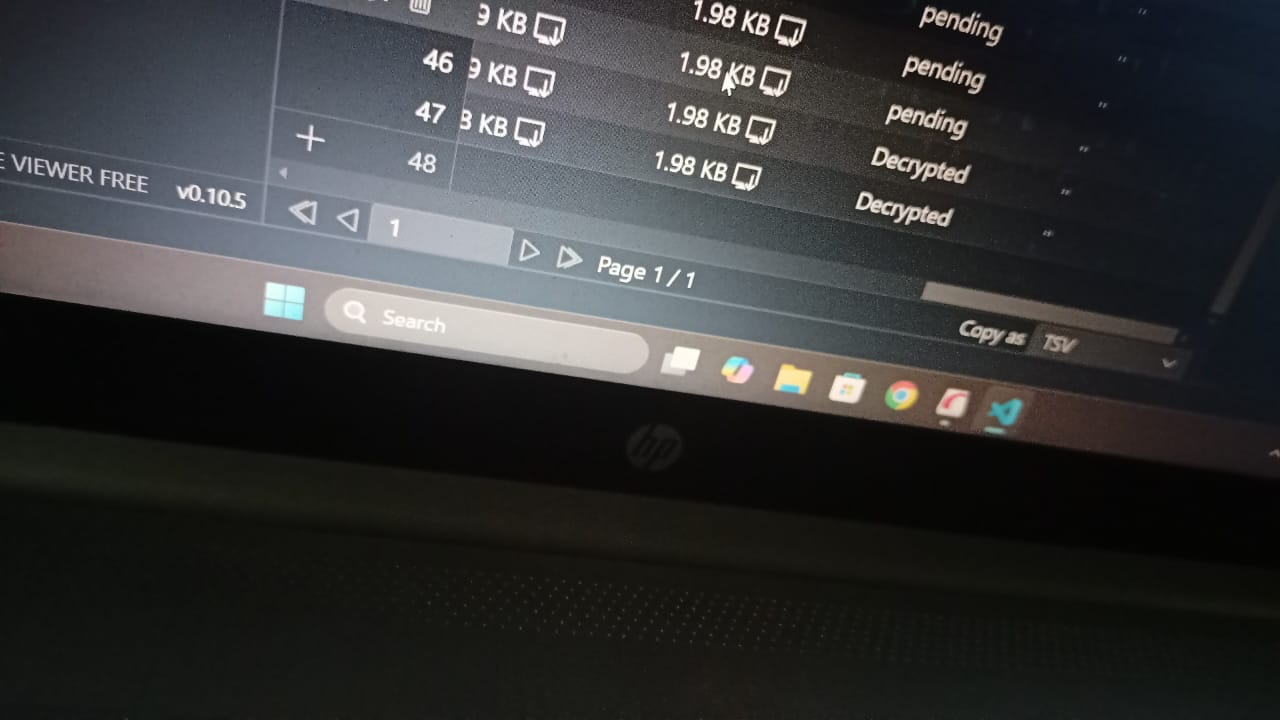 9 KB 1.98 KB pending
46 9 KB 1.98 KB pending
47 KB 1.98 KB pending
48 1.98 KB Decrypted
Decrypted
VIEWER FREE v0.10.5
1 Page 1 / 1
Copy as TSV
Search
hp